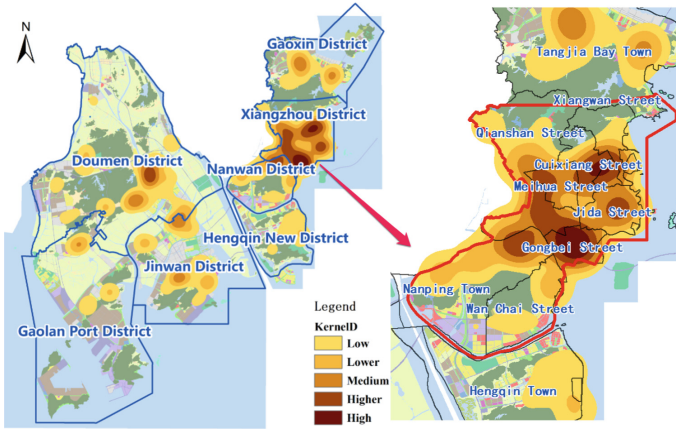 N
Gaoxin District
Xiangzhou District
Doumen District
Nanwan District
Hengqin New District
Jinwan District
Gaolan Port District
Legend
KernelD
Low
Lower
Medium
Higher
High
Tangjia Bay Town
Xiangwan Street
Qianshan Street
Cuixiang Street
Meihua Street
Jida Street
Gongbei Street
Nanping Town
Wan Chai Street
Hengqin Town